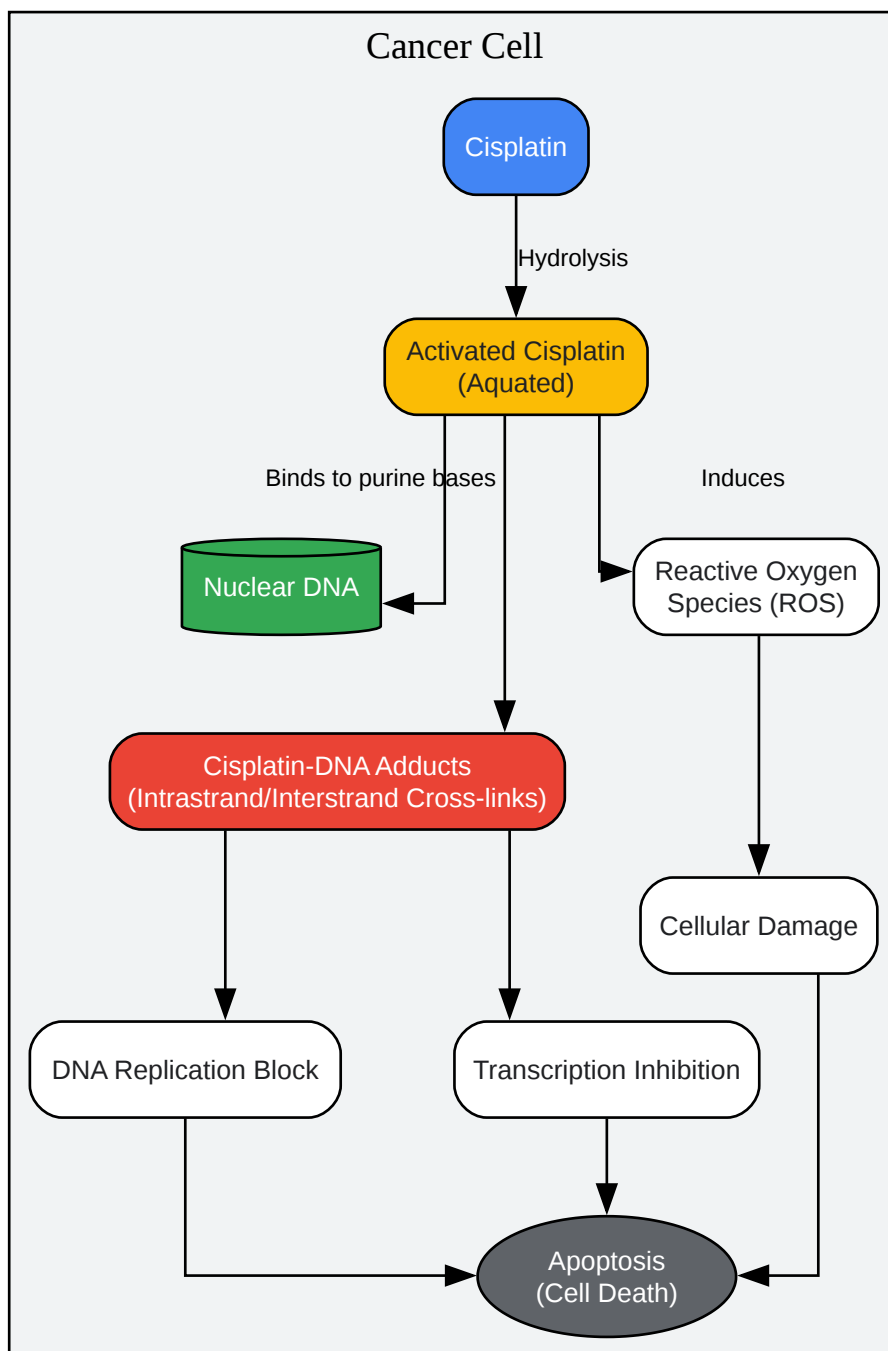 Cancer Cell
Cisplatin
Hydrolysis
Activated Cisplatin
(Aquated)
Binds to purine bases
Induces
Nuclear DNA
Reactive Oxygen
Species (ROS)
Cisplatin-DNA Adducts
(Intrastrand/Interstrand Cross-links)
Cellular Damage
DNA Replication Block
Transcription Inhibition
Apoptosis
(Cell Death)